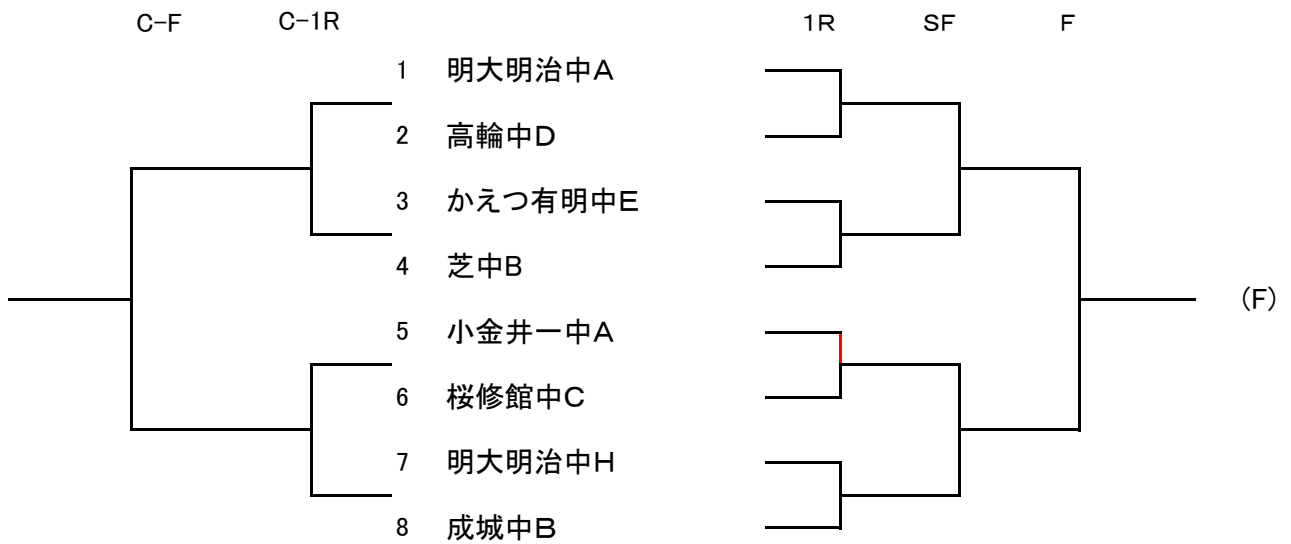 C-F C-1R 1R SF F
1 明大明治中A
2 高輪中D
3 かえつ有明中E
4 芝中B
(F)
5 小金井一中A
6 桜修館中C
7 明大明治中H
8 成城中B